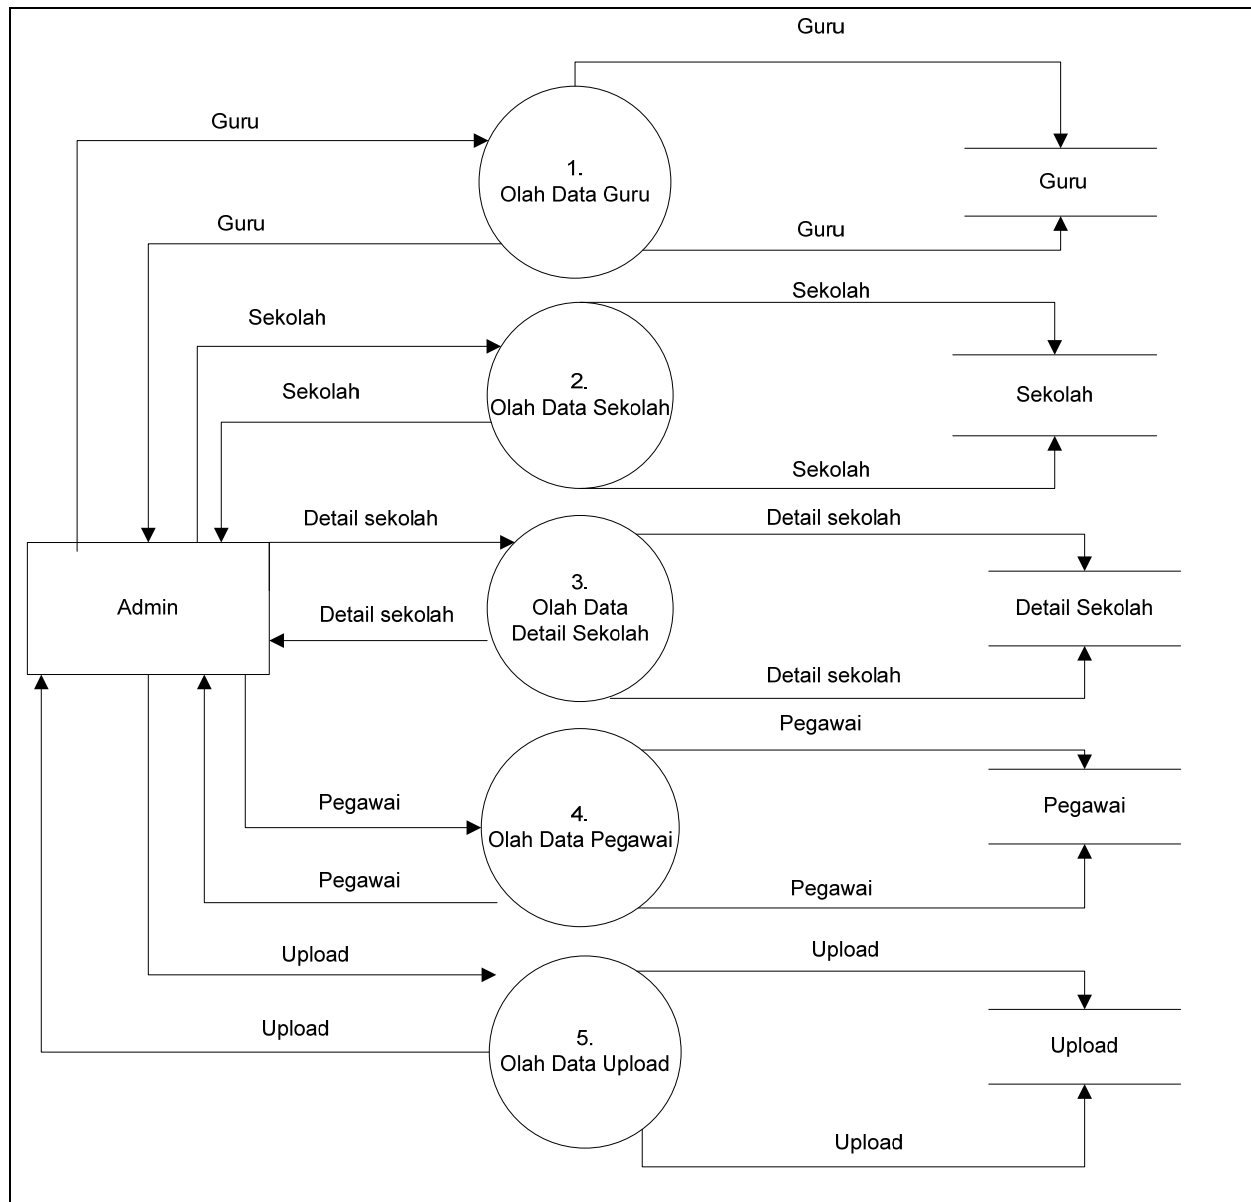 Guru
Guru
1.
Olah Data Guru
Guru
Guru
Guru
Sekolah
Sekolah
2.
Olah Data Sekolah
Sekolah
Sekolah
Sekolah
Detail sekolah
Detail sekolah
Admin
3.
Olah Data
Detail Sekolah
Detail Sekolah
Detail sekolah
Detail sekolah
Pegawai
Pegawai
4.
Olah Data Pegawai
Pegawai
Pegawai
Pegawai
Upload
Upload
Upload
5.
Olah Data Upload
Upload
Upload